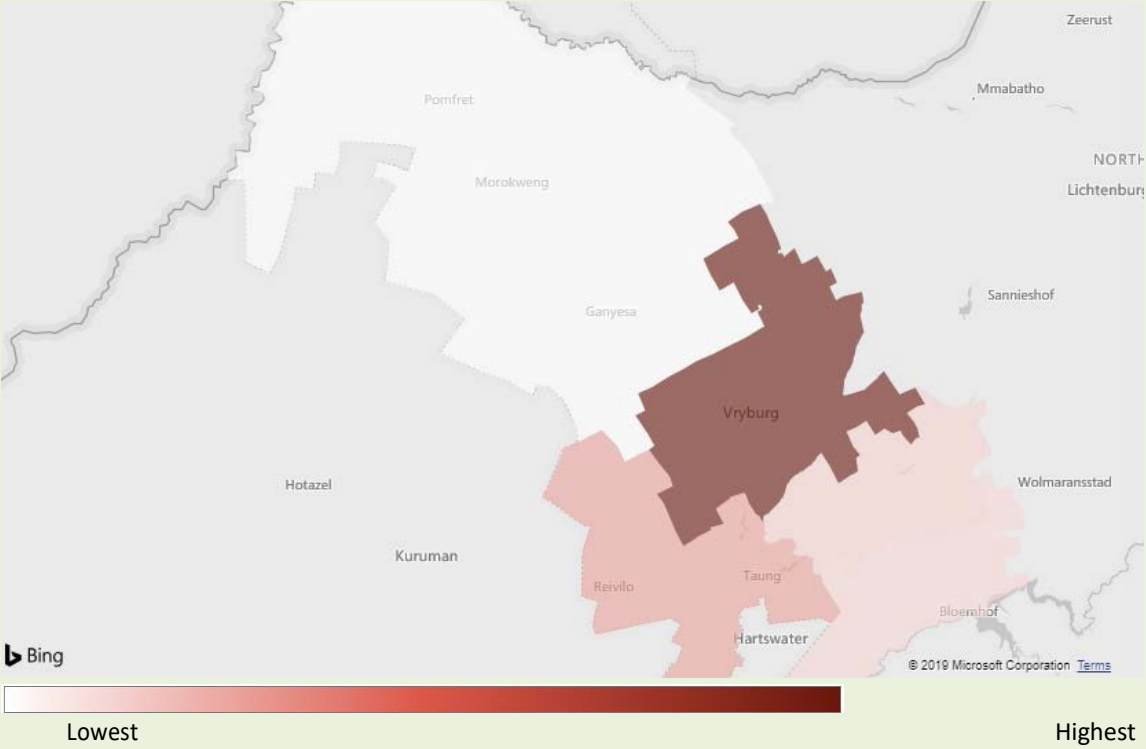 Zeerust
Mmabatho
Pomfret
NORTH
Morokweng
Lichtenburg
Sannieshof
Ganyesa
Vryburg
Hotazel
Wolmaransstad
Kuruman
Taung
Reivilo
Bloemhof
Hartswater
Bing
© 2019 Microsoft Corporation Terms
Lowest
Highest